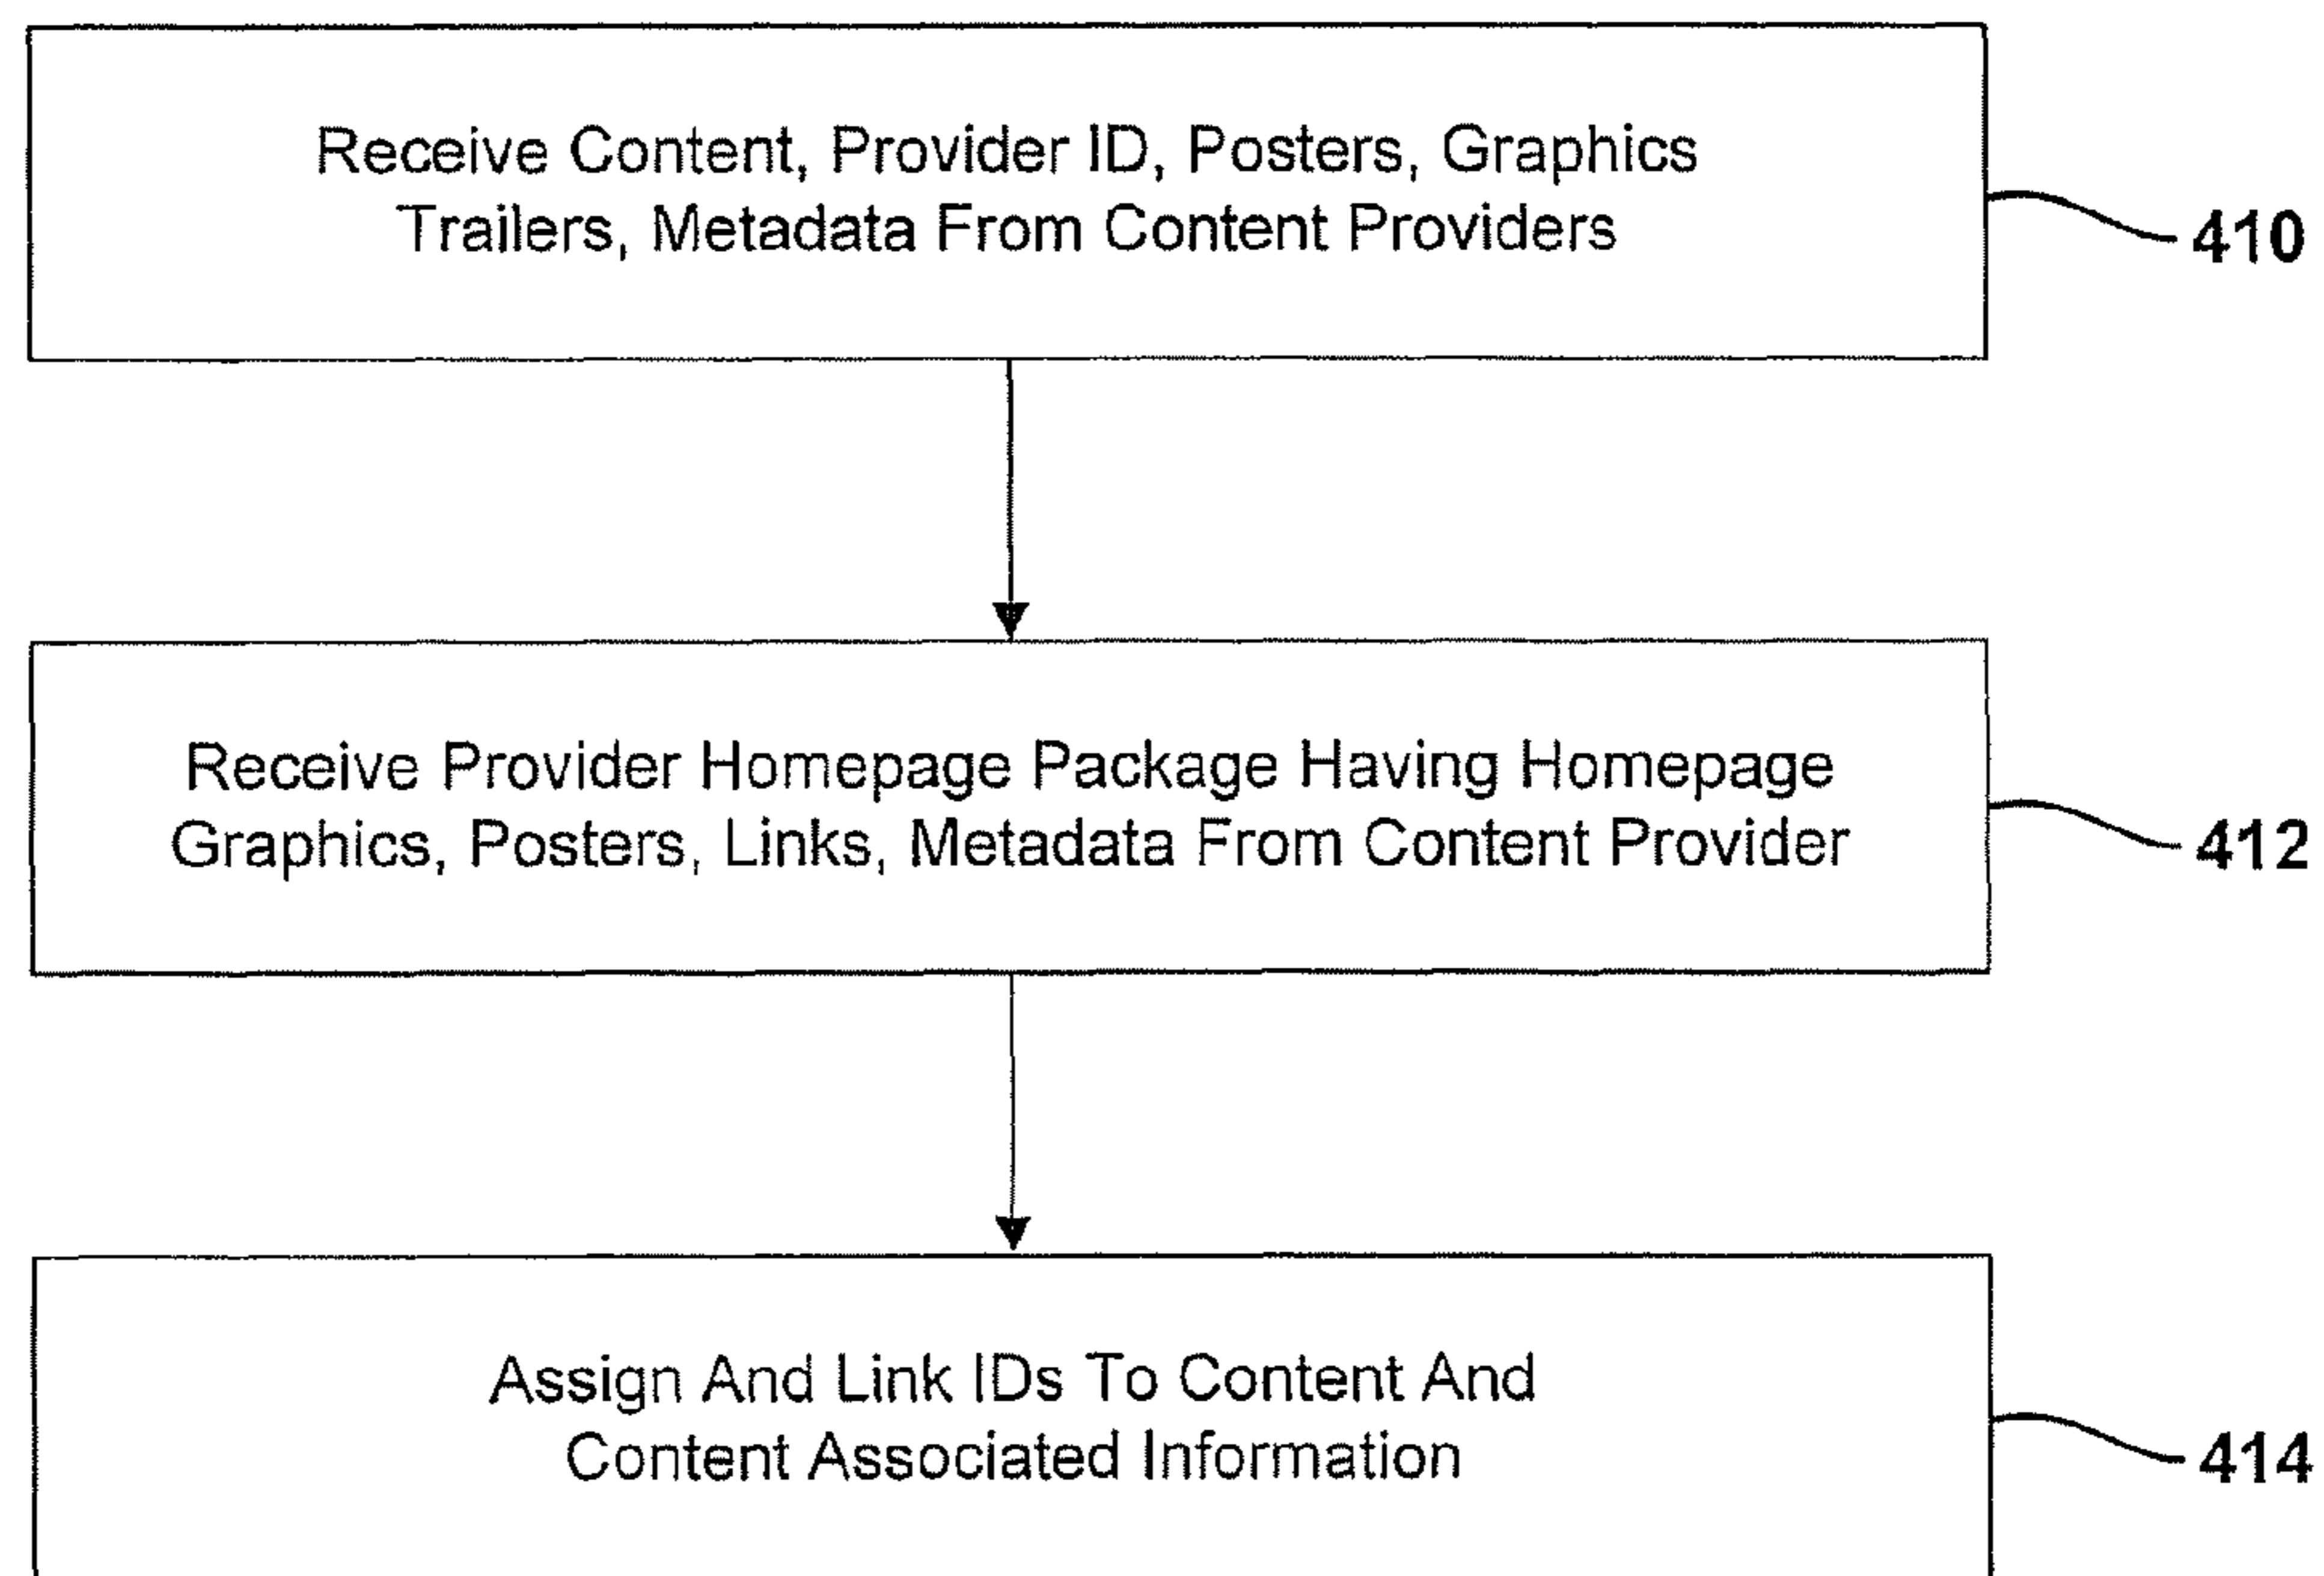 Receive Content, Provider ID, Posters, Graphics
Trailers, Metadata From Content Providers
410
Receive Provider Homepage Package Having Homepage
Graphics, Posters, Links, Metadata From Content Provider
412
Assign And Link IDs To Content And
Content Associated Information
414